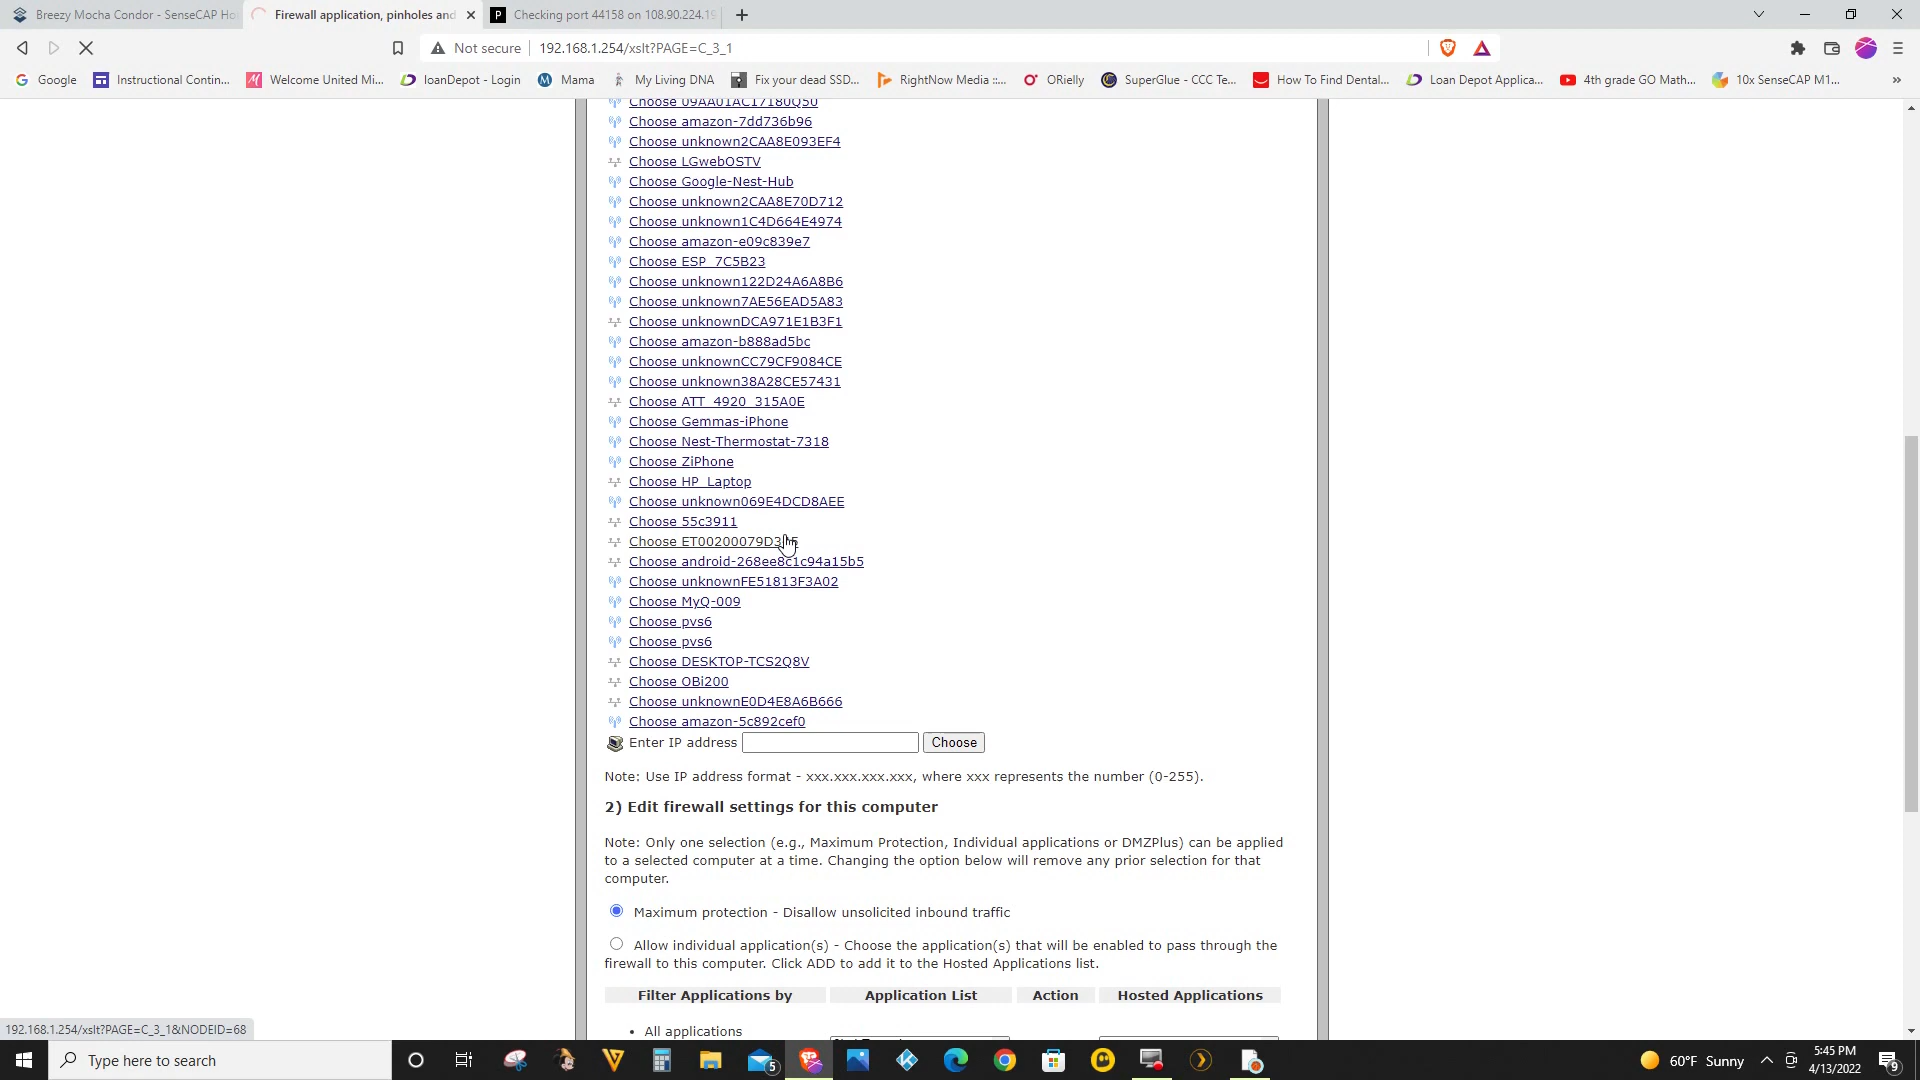 Breezy Mocha Condor - SenseCAP Ho
Firewall application, pinholes and
Checking port 44158 on 108.90.224.19
Not secure
192.168.1.254/xslt?PAGE=C_3_1
Google
Instructional Contin...
Welcome United Mi...
loanDepot - Login
Mama
My Living DNA
Fix your dead SSD...
RightNow Media ::...
ORielly
SuperGlue - CCC Te...
How To Find Dental...
Loan Depot Applica...
4th grade GO Math...
10x SenseCAP M1...
Choose 09AA01AC17180Q50
Choose amazon-7dd736b96
Choose unknown2CAA8E093EF4
Choose LGwebOSTV
Choose Google-Nest-Hub
Choose unknown2CAA8E70D712
Choose unknown1C4D664E4974
Choose amazon-e09c839e7
Choose ESP_7C5B23
Choose unknown122D24A6A8B6
Choose unknown7AE56EAD5A83
Choose unknownDCA971E1B3F1
Choose amazon-b888ad5bc
Choose unknownCC79CF9084CE
Choose unknown38A28CE57431
Choose ATT_4920_315A0E
Choose Gemmas-iPhone
Choose Nest-Thermostat-7318
Choose ZiPhone
Choose HP_Laptop
Choose unknown069E4DCD8AEE
Choose 55c3911
Choose
Choose android-268ee8c1c94a15b5
Choose unknownFE51813F3A02
Choose MyQ-009
Choose pvs6
Choose pvs6
Choose DESKTOP-TCS2Q8V
Choose OBi200
Choose unknownE0D4E8A6B666
Choose amazon-5c892cef0
Enter IP address
Choose
Note: Use IP address format - xxx.xxx.xxx.xxx, where xxx represents the number (0-255).
2) Edit firewall settings for this computer
Note: Only one selection (e.g., Maximum Protection, Individual applications or DMZPlus) can be applied
to a selected computer at a time. Changing the option below will remove any prior selection for that
computer.
Maximum protection - Disallow unsolicited inbound traffic
Allow individual application(s) - Choose the application(s) that will be enabled to pass through the
firewall to this computer. Click ADD to add it to the Hosted Applications list.
Filter Applications by
Application List
Action
Hosted Applications
• All applications
192.168.1.254/xslt?PAGE=C_3_1&NODEID=68
Type here to search
5
60°F Sunny
5:45 PM
4/13/2022
9